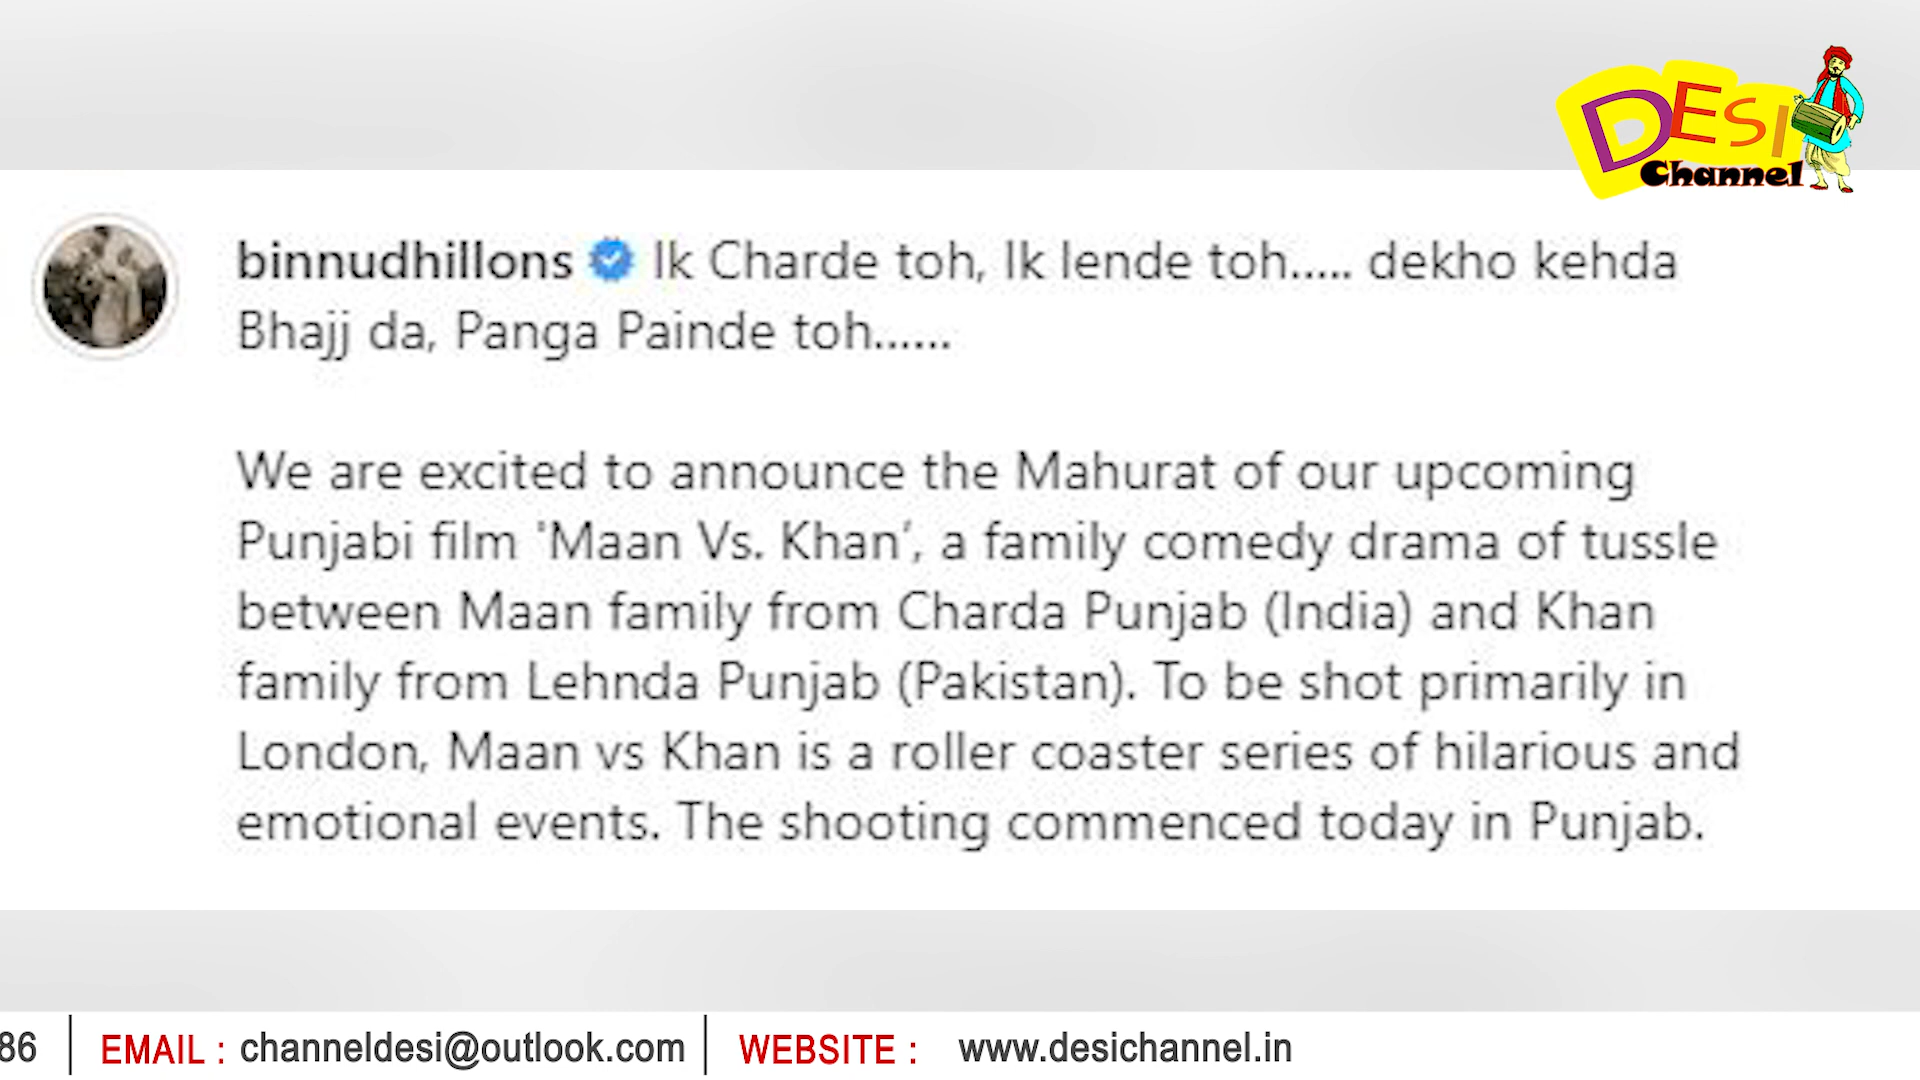 DESI
Channel
binnudhillons Ik Charde toh, Ik lende toh..... dekho kehda
Bhajj da, Panga Painde toh......
We are excited to announce the Mahurat of our upcoming
Punjabi film 'Maan Vs. Khan', a family comedy drama of tussle
between Maan family from Charda Punjab (India) and Khan
family from Lehnda Punjab (Pakistan). To be shot primarily in
London, Maan vs Khan is a roller coaster series of hilarious and
emotional events. The shooting commenced today in Punjab.
86 EMAIL : channeldesi@outlook.com WEBSITE : www.desichannel.in